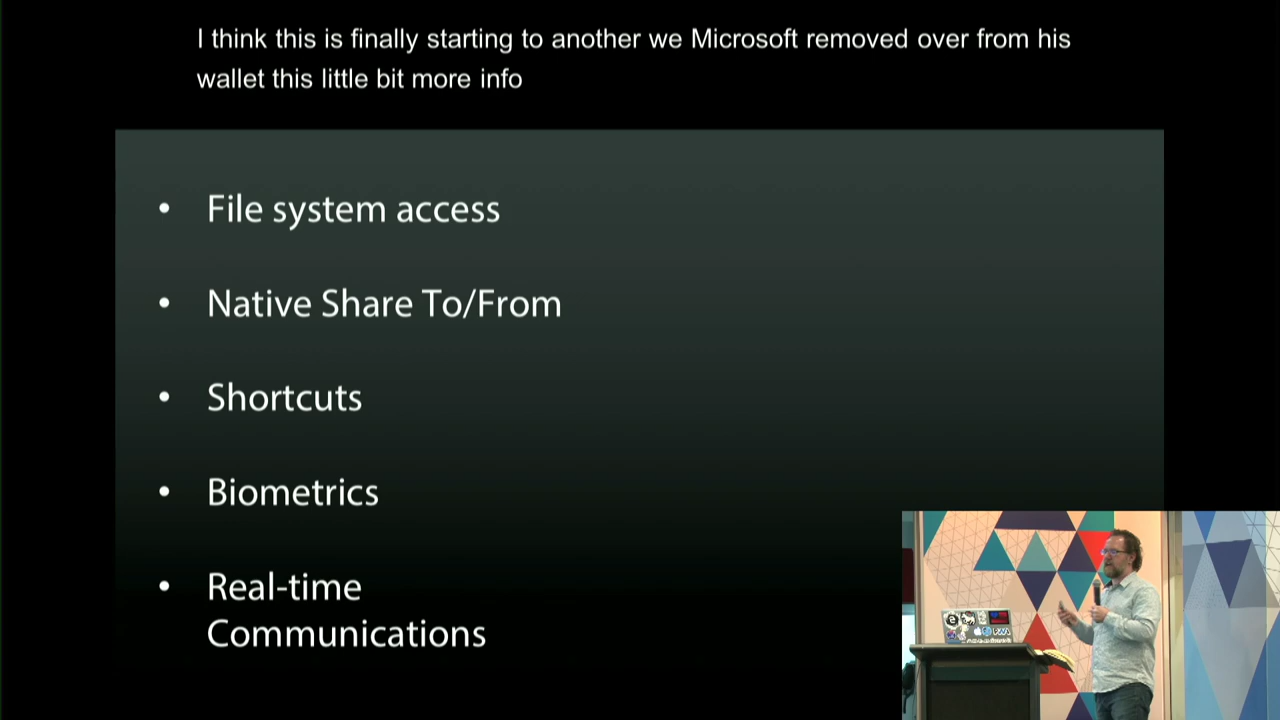 I think this is finally starting to another we Microsoft removed over from his
wallet this little bit more info
• File system access
• Native Share To/From
• Shortcuts
• Biometrics
• Real-time
Communications
PWA